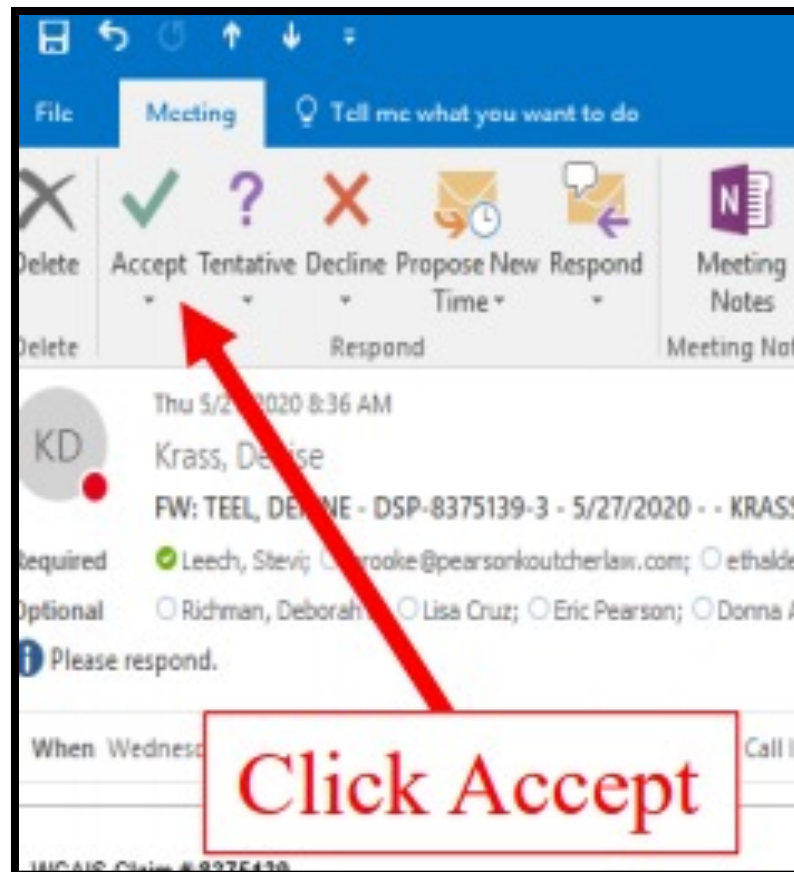 File Meeting Tell me what you want to do
Delete Accept Tentative Decline Propose New Time Respond Meeting Notes
Delete Respond Meeting Not
Thu 5/2 2020 8:36 AM
KD
Krass, De ise
FW: TEEL, DE NE - DSP-8375139-3 - 5/27/2020 - - KRASS
Required Leech, Stevi; rooke@pearsonkoutcherlaw.com; ethalde
Optional Richman, Deborah Lisa Cruz; Eric Pearson; Donna A
Please respond.
When Wednesd Call I
Click Accept
WCAIS Claim # 8375139